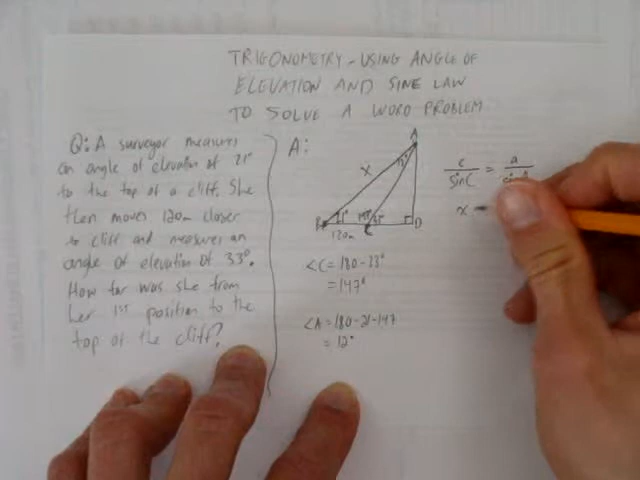 TRIGONOMETRY - USING ANGLE OF
ELEVATION AND SINE LAW
TO SOLVE A WORD PROBLEM
Q: A surveyor measures
an angle of elevation of 21°
to the top of a cliff. She
then moves 120m closer
to cliff and measures an
angle of elevation of 33°.
How far was she from
her 1st position to the
top of the cliff?
A:
A
12°
X
B 21° 147° 33° D
120m C
<C = 180-33°
= 147°
<A = 180-21-147
= 12°
c/sinC = a/
x